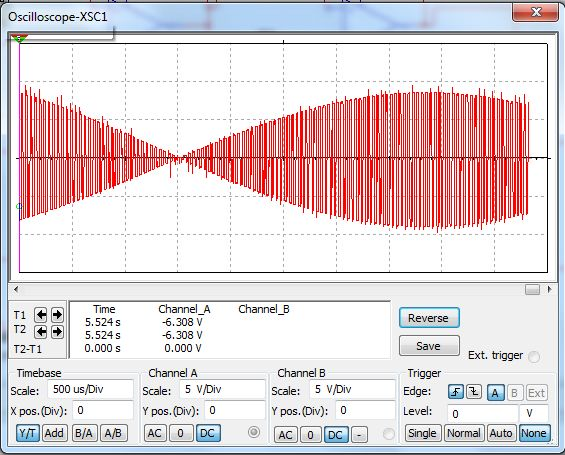 Oscilloscope-XSC1
Time Channel_A Channel_B
T1 5.524 s -6.308 V
T2 5.524 s -6.308 V
T2-T1 0.000 s 0.000 V
Reverse
Save
Ext. trigger
Timebase
Scale: 500 us/Div
X pos.(Div): 0
Y/T Add B/A A/B
Channel A
Scale: 5 V/Div
Y pos.(Div): 0
AC 0 DC
Channel B
Scale: 5 V/Div
Y pos.(Div): 0
AC 0 DC -
Trigger
Edge: A B Ext
Level: 0 V
Single Normal Auto None